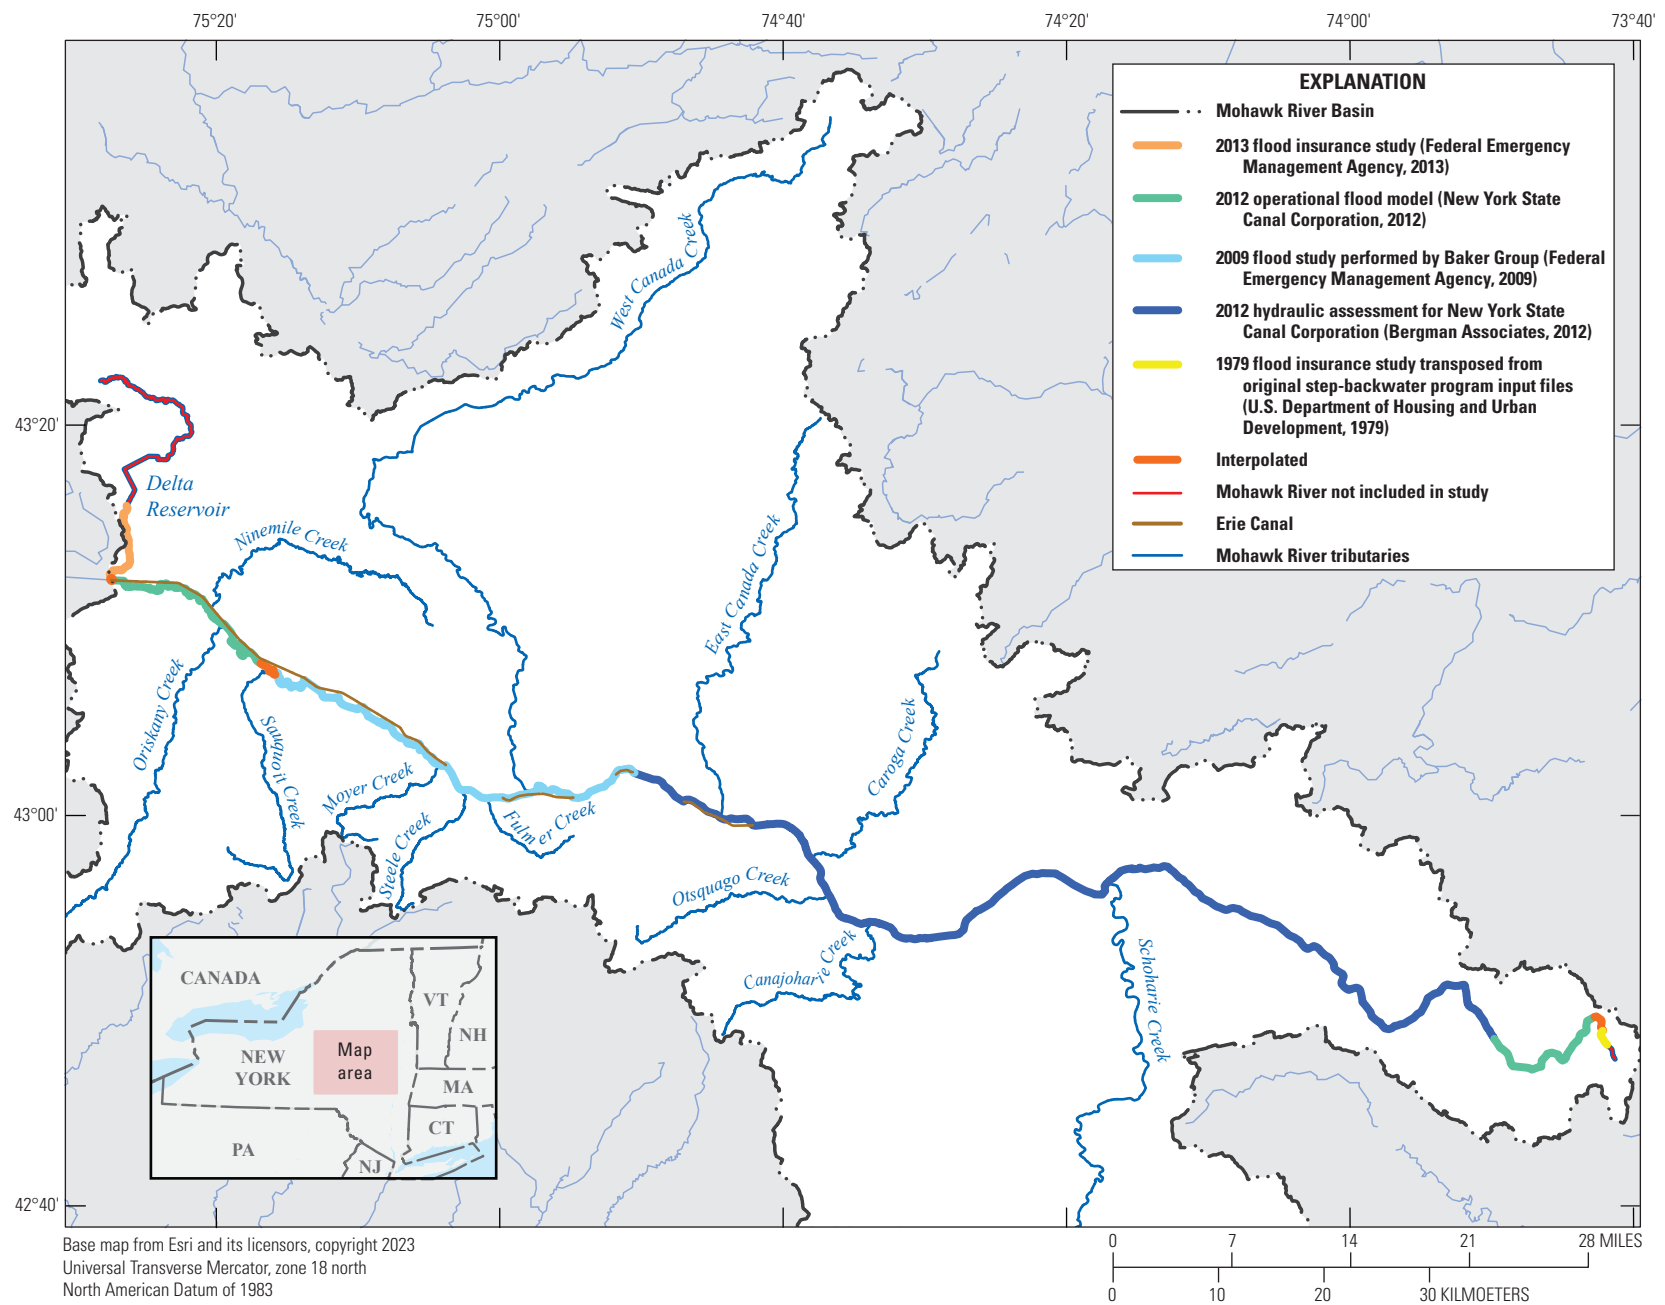 75°20'
75°00'
74°40'
74°20'
74°00'
73°40'
EXPLANATION
Mohawk River Basin
2013 flood insurance study (Federal Emergency
Management Agency, 2013)
2012 operational flood model (New York State
Canal Corporation, 2012)
2009 flood study performed by Baker Group (Federal
Emergency Management Agency, 2009)
2012 hydraulic assessment for New York State
Canal Corporation (Bergman Associates, 2012)
1979 flood insurance study transposed from
original step-backwater program input files
(U.S. Department of Housing and Urban
Development, 1979)
Interpolated
Mohawk River not included in study
Erie Canal
Mohawk River tributaries
West Canada Creek
43°20'
Delta
Reservoir
Ninemile Creek
East Canada Creek
Oriskany Creek
Sauquoit Creek
Moyer Creek
Steele Creek
Fulmer Creek
Caroga Creek
43°00'
Otsquago Creek
Canajoharie Creek
Schoharie Creek
CANADA
VT
NH
NEW
YORK
Map
area
MA
CT
PA
NJ
42°40'
Base map from Esri and its licensors, copyright 2023
Universal Transverse Mercator, zone 18 north
North American Datum of 1983
0
7
14
21
28 MILES
0
10
20
30 KILMOETERS